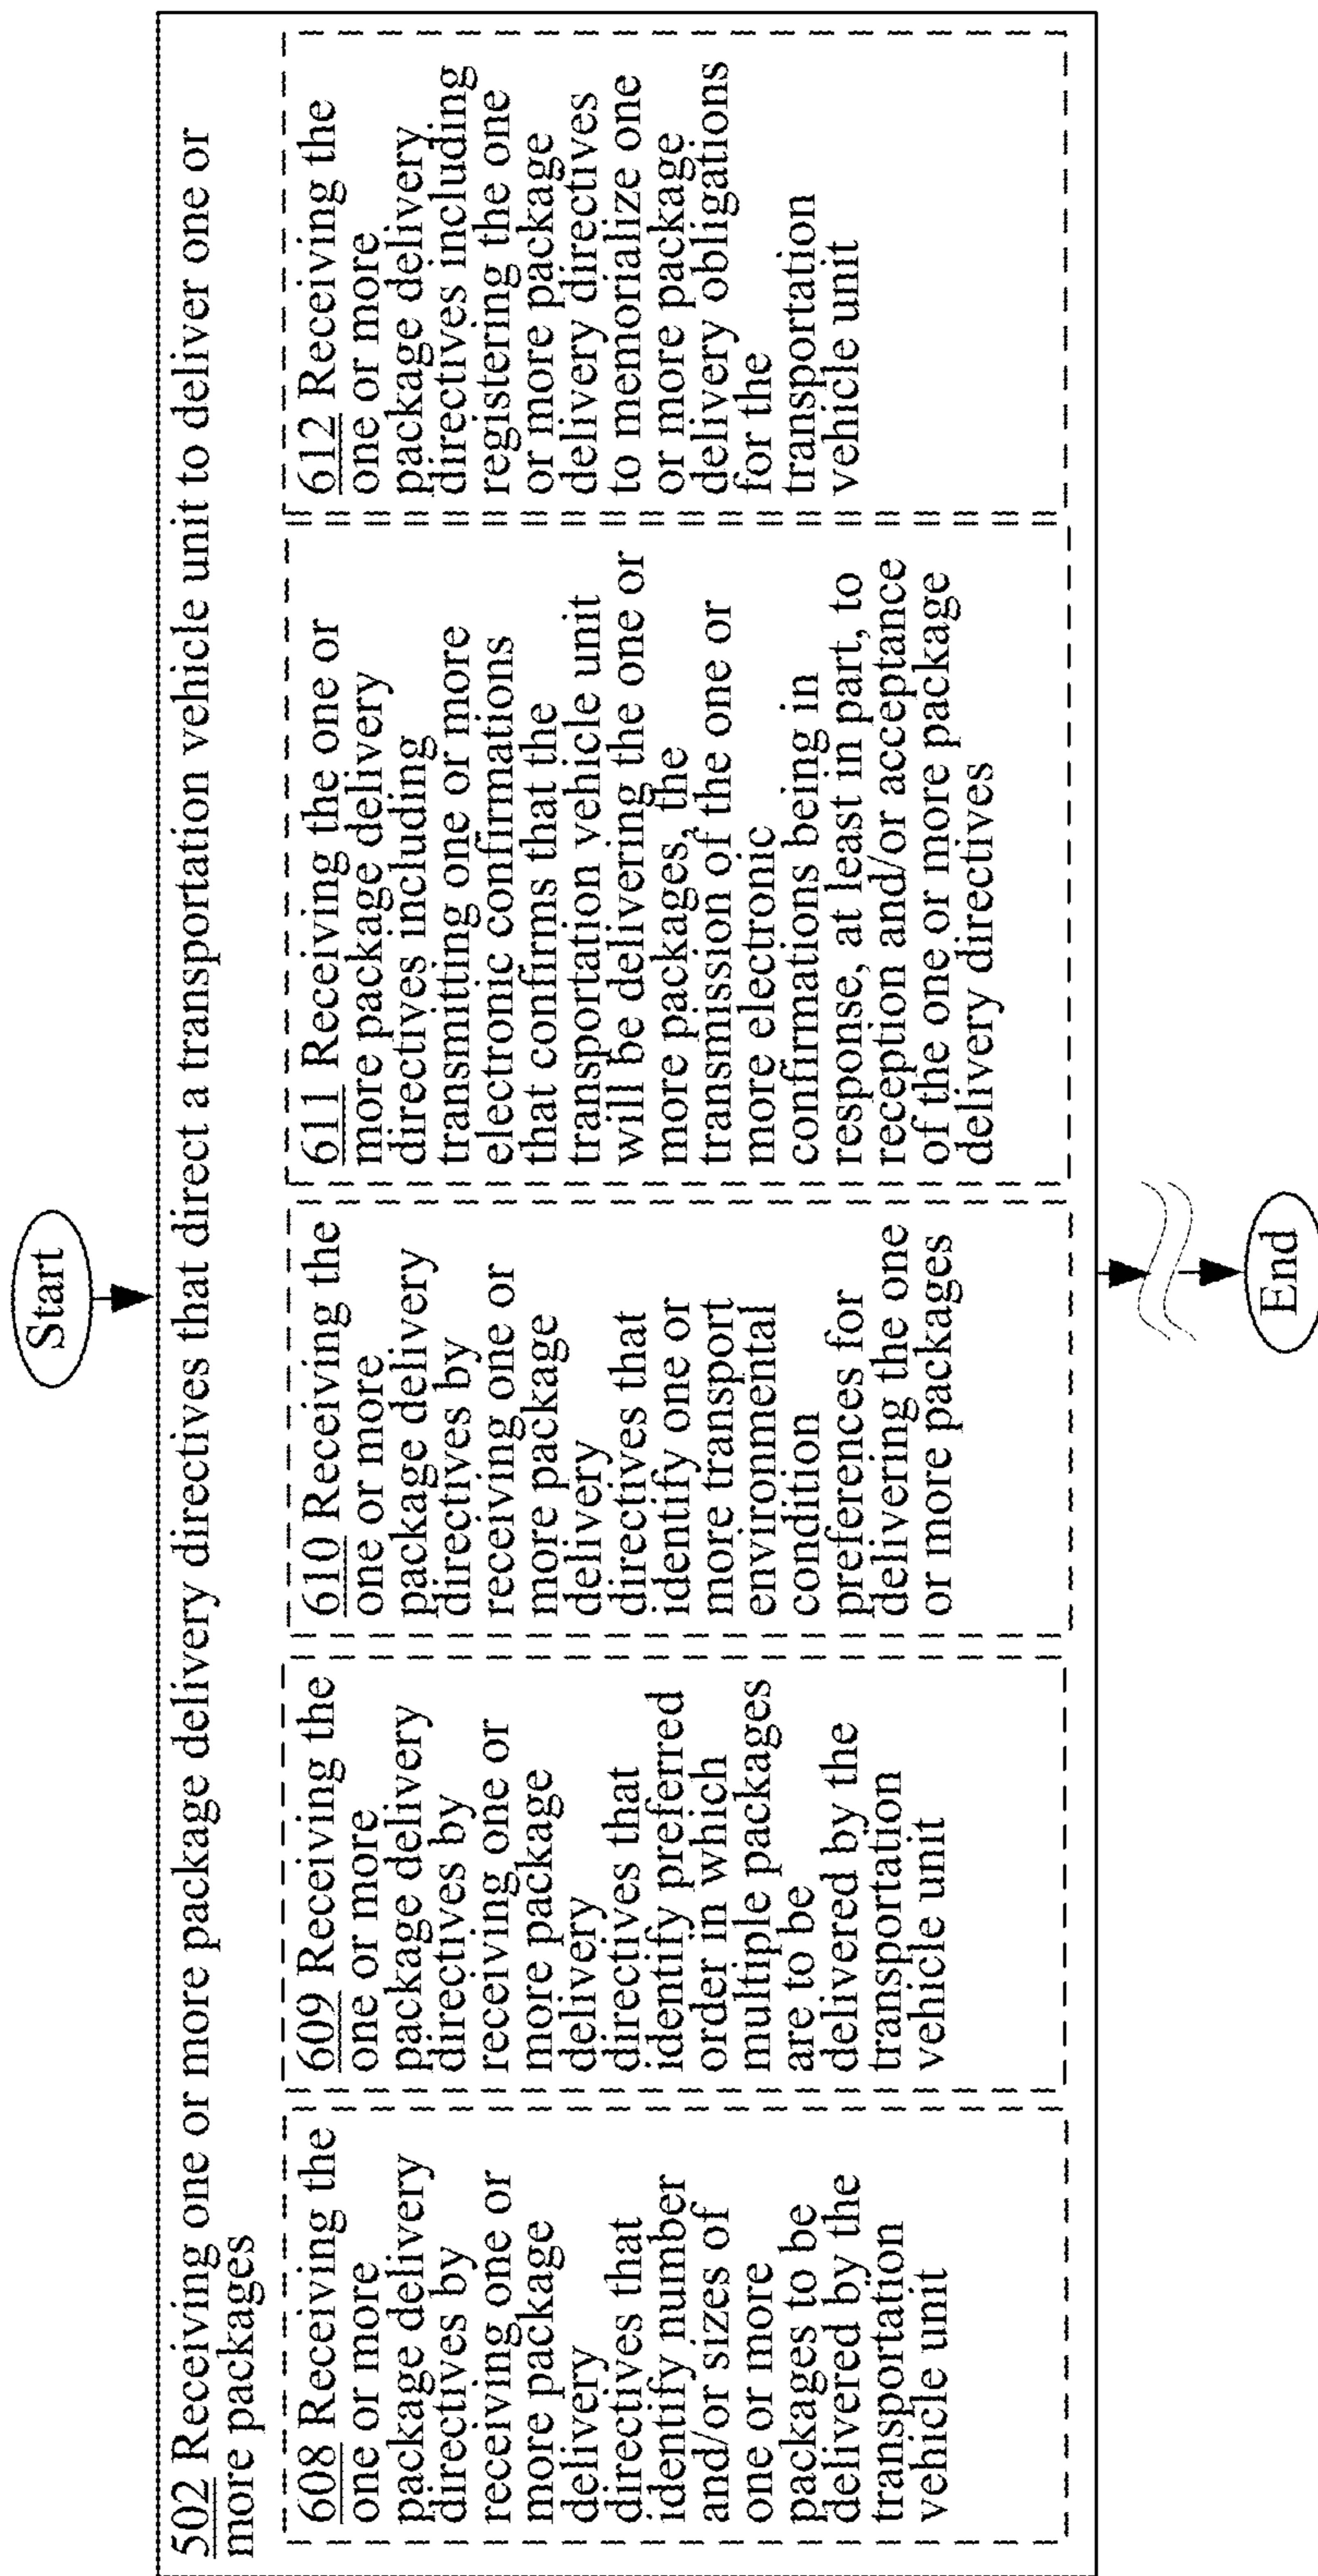 Start
502 Receiving one or more package delivery directives that direct a transportation vehicle unit to deliver one or
more packages
608 Receiving the
one or more
package delivery
directives by
receiving one or
more package
delivery
directives that
identify number
and/or sizes of
one or more
packages to be
delivered by the
transportation
vehicle unit
609 Receiving the
one or more
package delivery
directives by
receiving one or
more package
delivery
directives that
identify preferred
order in which
multiple packages
are to be
delivered by the
transportation
vehicle unit
610 Receiving the
one or more
package delivery
directives by
receiving one or
more package
delivery
directives that
identify one or
more transport
environmental
condition
preferences for
delivering the one
or more packages
611 Receiving the one or
more package delivery
directives including
transmitting one or more
electronic confirmations
that confirms that the
transportation vehicle unit
will be delivering the one or
more packages, the
transmission of the one or
more electronic
confirmations being in
response, at least in part, to
reception and/or acceptance
of the one or more package
delivery directives
612 Receiving the
one or more
package delivery
directives including
registering the one
or more package
delivery directives
to memorialize one
or more package
delivery obligations
for the
transportation
vehicle unit
End